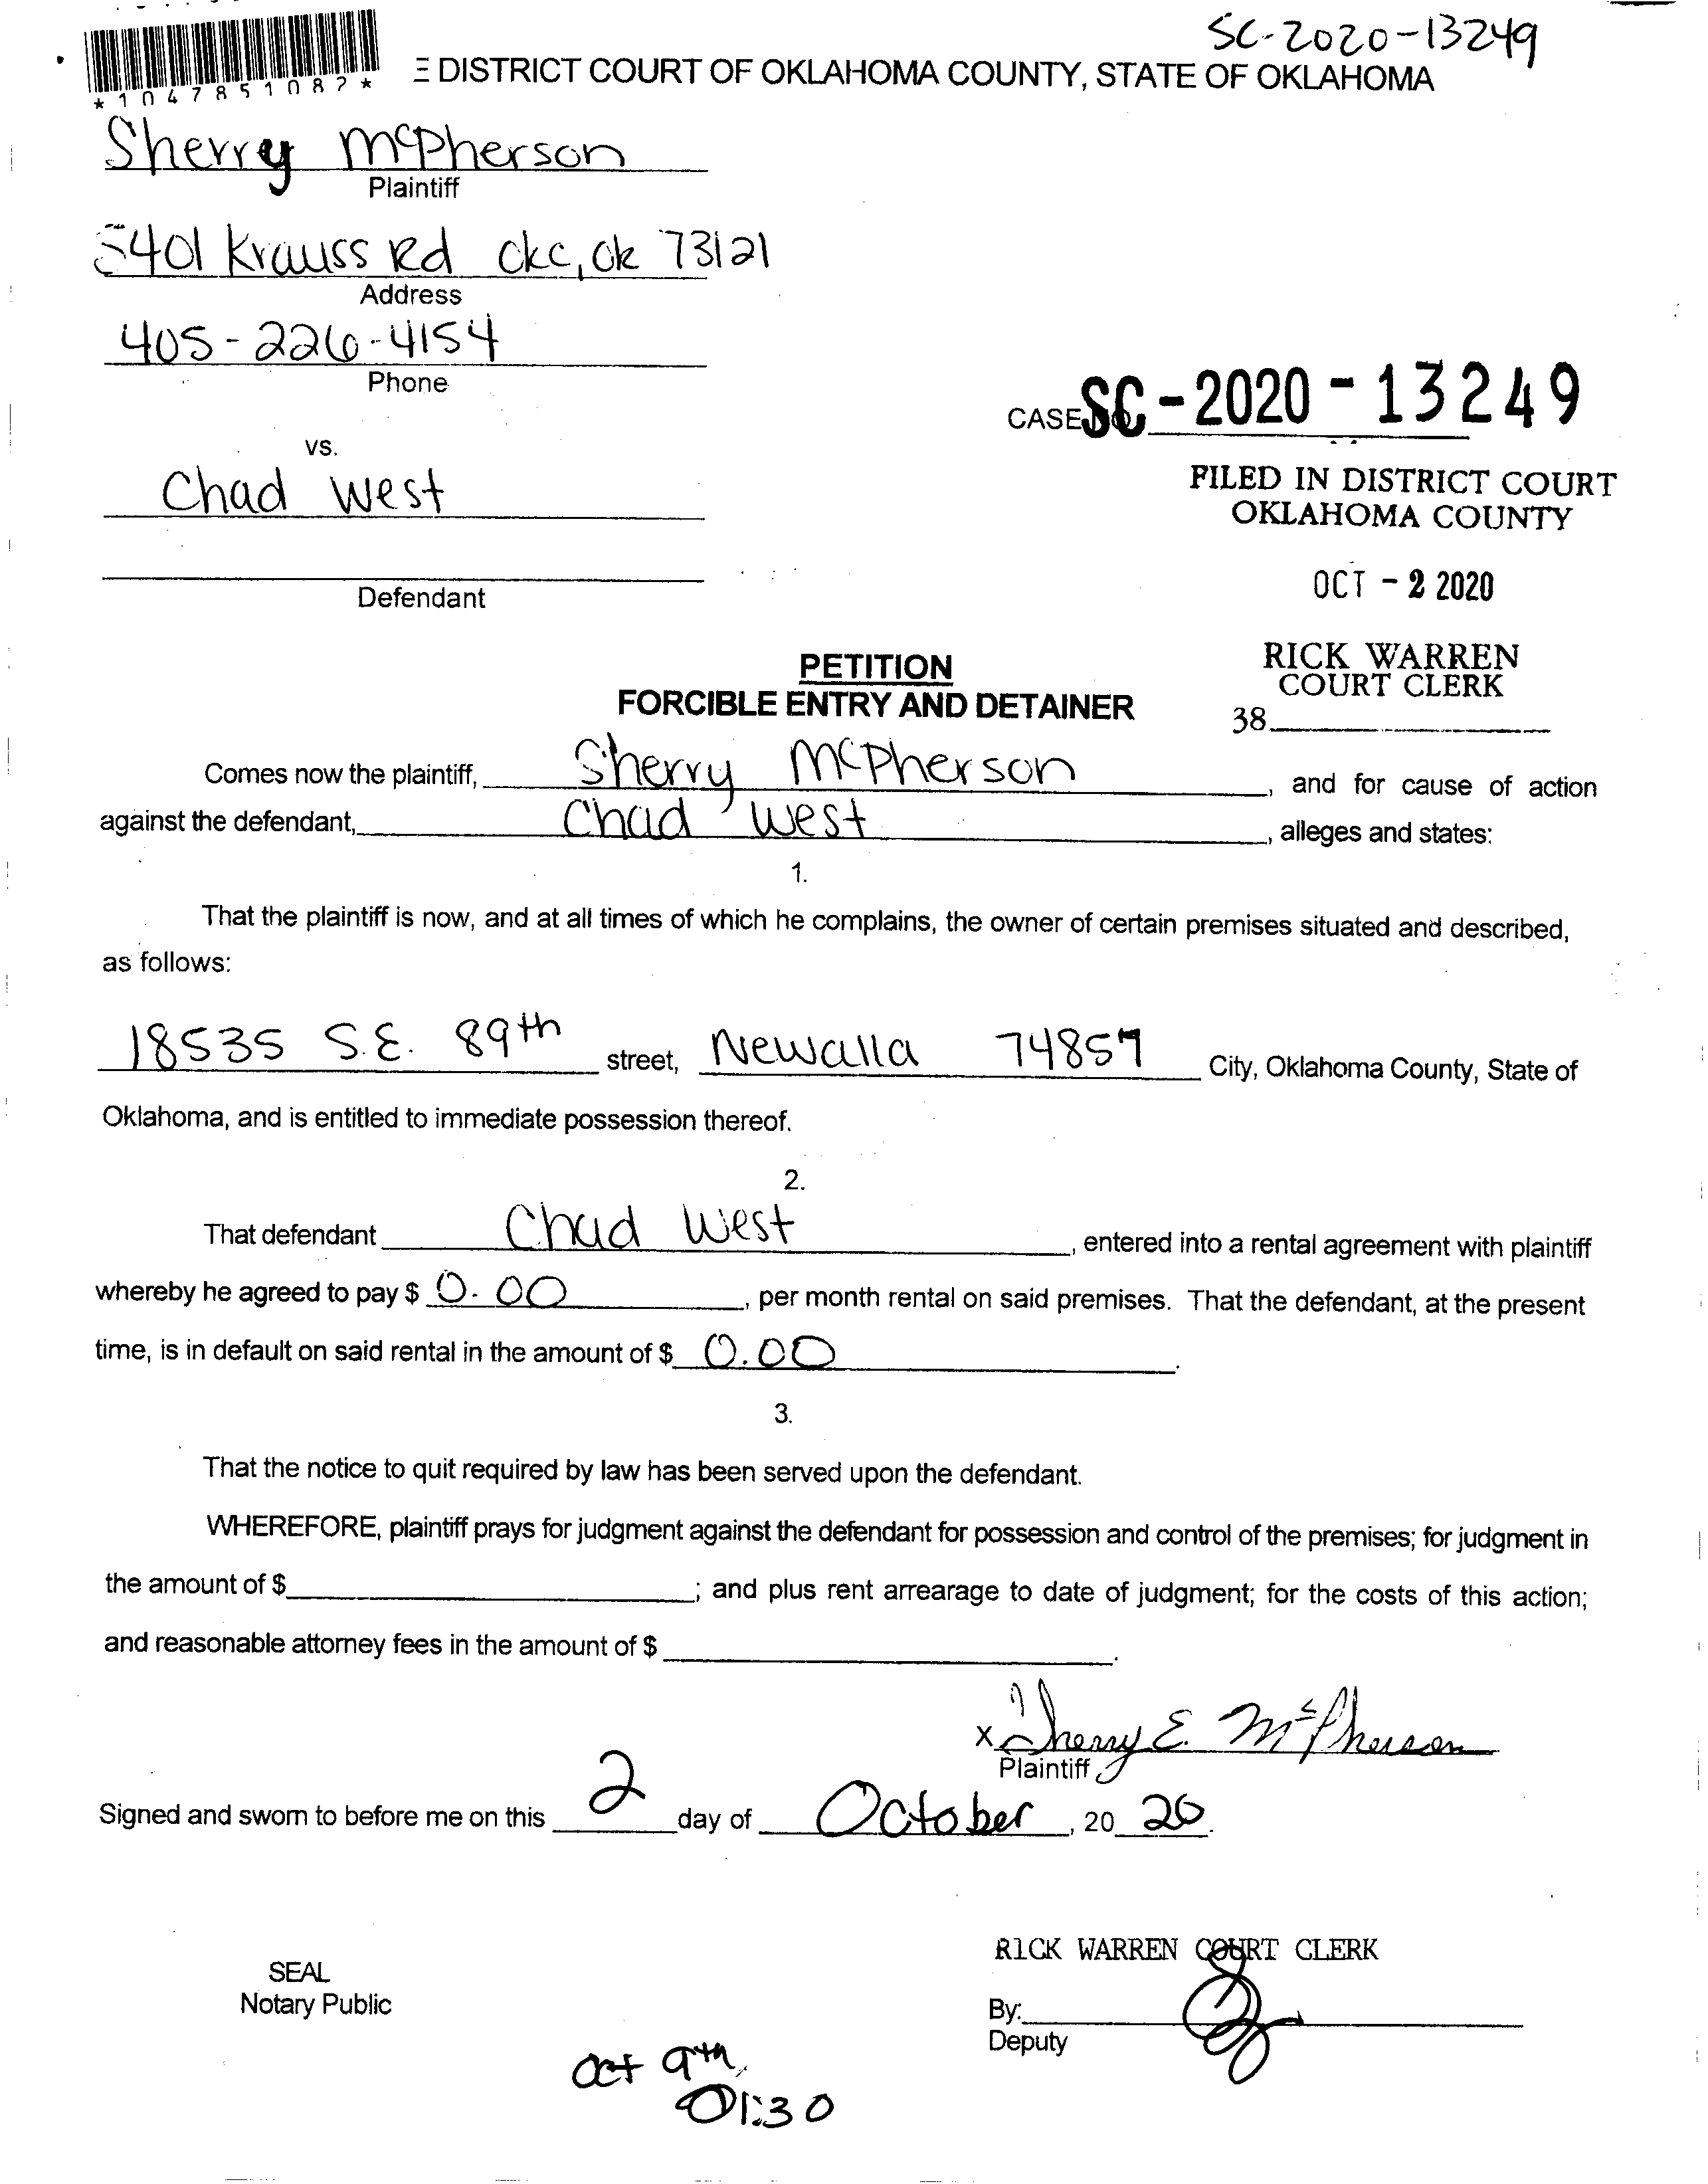 SC-2020-13249
*1047851082*
DISTRICT COURT OF OKLAHOMA COUNTY, STATE OF OKLAHOMA
Sherry McPherson
Plaintiff
5401 Krauss Rd okc, ok 73121
Address
405-226-4154
Phone
CASE SC-2020-13249
vs.
Chad West
FILED IN DISTRICT COURT
OKLAHOMA COUNTY
OCT - 2 2020
Defendant
RICK WARREN
COURT CLERK
38
PETITION
FORCIBLE ENTRY AND DETAINER
Comes now the plaintiff, Sherry McPherson, and for cause of action
against the defendant, Chad West, alleges and states:
1.
That the plaintiff is now, and at all times of which he complains, the owner of certain premises situated and described,
as follows:
18535 S.E. 89th street, Newalla 74857 City, Oklahoma County, State of
Oklahoma, and is entitled to immediate possession thereof.
2.
That defendant Chad West, entered into a rental agreement with plaintiff
whereby he agreed to pay $ 0.00, per month rental on said premises. That the defendant, at the present
time, is in default on said rental in the amount of $ 0.00.
3.
That the notice to quit required by law has been served upon the defendant.
WHEREFORE, plaintiff prays for judgment against the defendant for possession and control of the premises; for judgment in
the amount of $; and plus rent arrearage to date of judgment; for the costs of this action;
and reasonable attorney fees in the amount of $.
x Sherry E. McPherson
Plaintiff
Signed and sworn to before me on this 2 day of October, 20 20.
RICK WARREN COURT CLERK
SEAL
Notary Public
By:
Deputy
Oct 9th
01:30